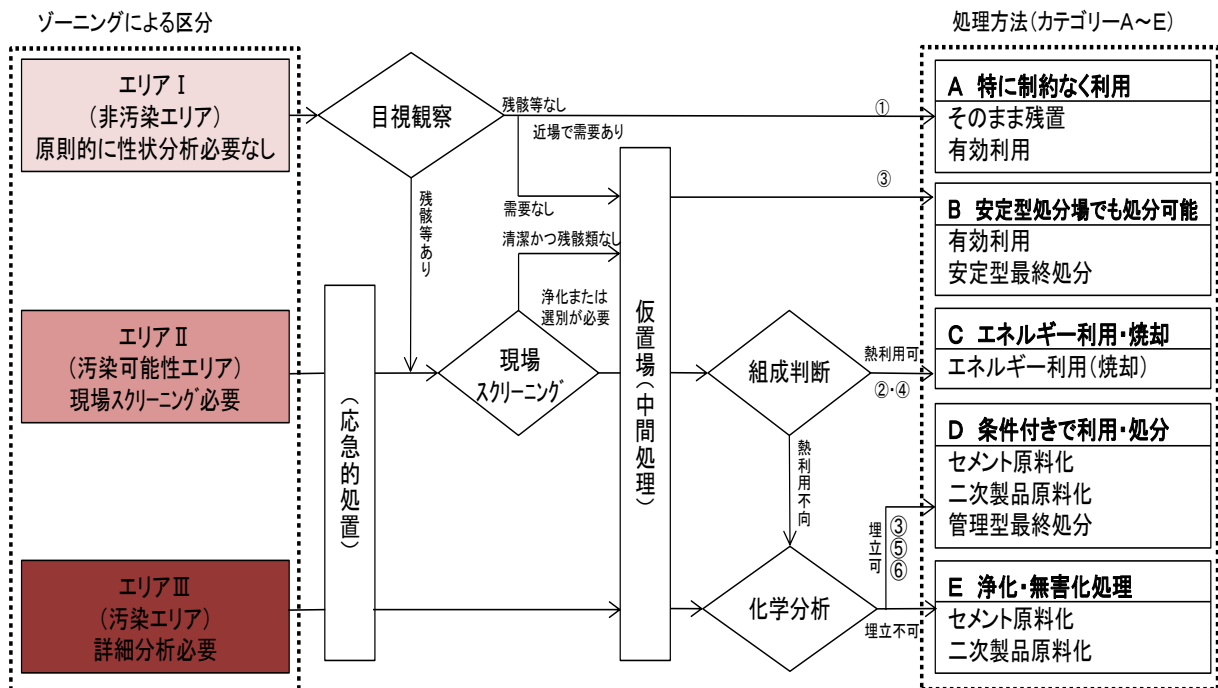 ゾーニングによる区分
処理方法(カテゴリーA～E)
エリアⅠ
(非汚染エリア)
原則的に性状分析必要なし
目視観察
残骸等なし
近場で需要あり
①
需要なし
残骸等あり
清潔かつ残骸類なし
③
A 特に制約なく利用
そのまま残置
有効利用
B 安定型処分場でも処分可能
有効利用
安定型最終処分
エリアⅡ
(汚染可能性エリア)
現場スクリーニング必要
(応急的処置)
浄化または
選別が必要
現場
スクリーニング
仮置場(中間処理)
組成判断
熱利用可
②・④
C エネルギー利用・焼却
エネルギー利用(焼却)
熱利用不向
D 条件付きで利用・処分
セメント原料化
二次製品原料化
管理型最終処分
埋立可
③
⑤
⑥
エリアⅢ
(汚染エリア)
詳細分析必要
化学分析
埋立不可
E 浄化・無害化処理
セメント原料化
二次製品原料化